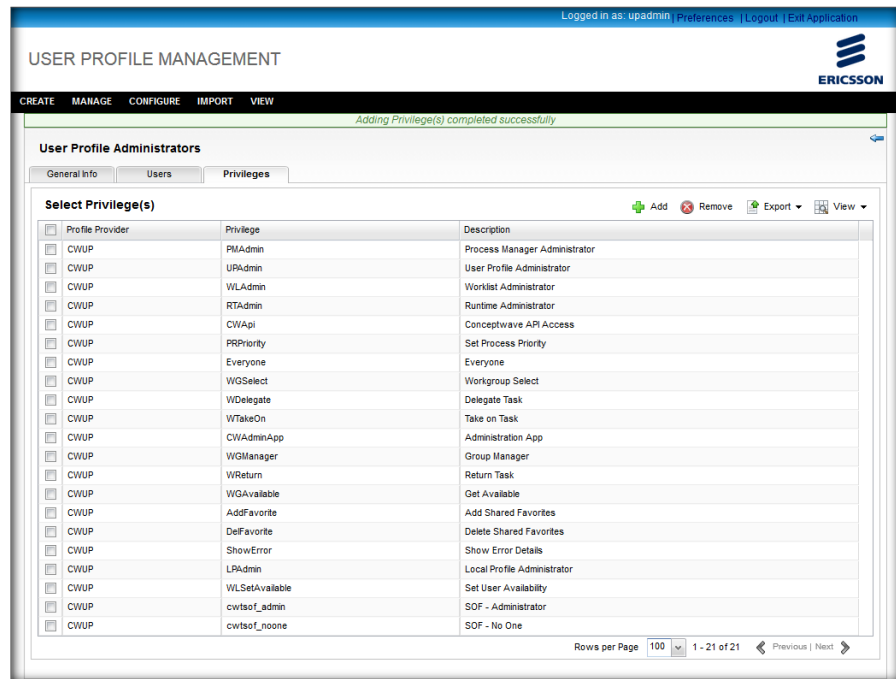 Logged in as: upadmin | Preferences | Logout | Exit Application
USER PROFILE MANAGEMENT
ERICSSON
CREATE MANAGE CONFIGURE IMPORT VIEW
Adding Privilege(s) completed successfully
User Profile Administrators
General Info Users Privileges
Select Privilege(s) Add Remove Export View
Profile Provider Privilege Description
CWUP PMAdmin Process Manager Administrator
CWUP UPAdmin User Profile Administrator
CWUP WLAdmin Worklist Administrator
CWUP RTAdmin Runtime Administrator
CWUP CWApi Conceptwave API Access
CWUP PRPriority Set Process Priority
CWUP Everyone Everyone
CWUP WGSelect Workgroup Select
CWUP WDelegate Delegate Task
CWUP WTakeOn Take on Task
CWUP CWAdminApp Administration App
CWUP WGManager Group Manager
CWUP WReturn Return Task
CWUP WGAvailable Get Available
CWUP AddFavorite Add Shared Favorites
CWUP DelFavorite Delete Shared Favorites
CWUP ShowError Show Error Details
CWUP LPAdmin Local Profile Administrator
CWUP WLSetAvailable Set User Availability
CWUP cwtsof_admin SOF - Administrator
CWUP cwtsof_noone SOF - No One
Rows per Page 100 1 - 21 of 21 Previous | Next